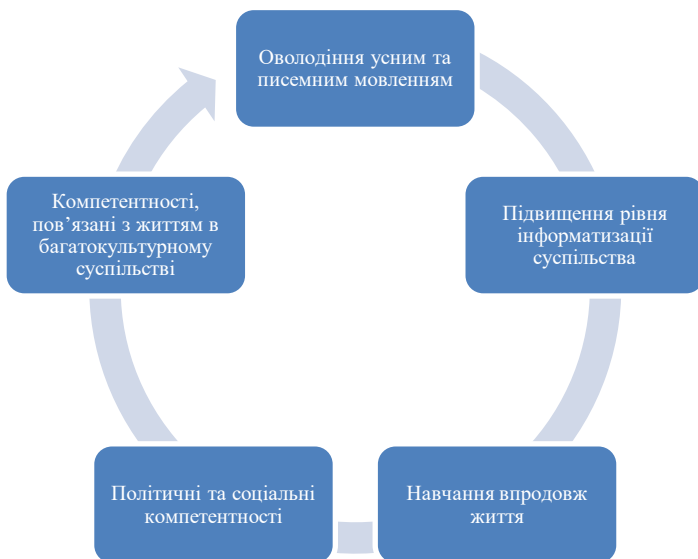 Оволодіння усним та
писемним мовленням
Підвищення рівня
інформатизації
суспільства
Навчання впродовж
життя
Політичні та соціальні
компетентності
Компетентності,
пов’язані з життям в
багатокультурному
суспільстві